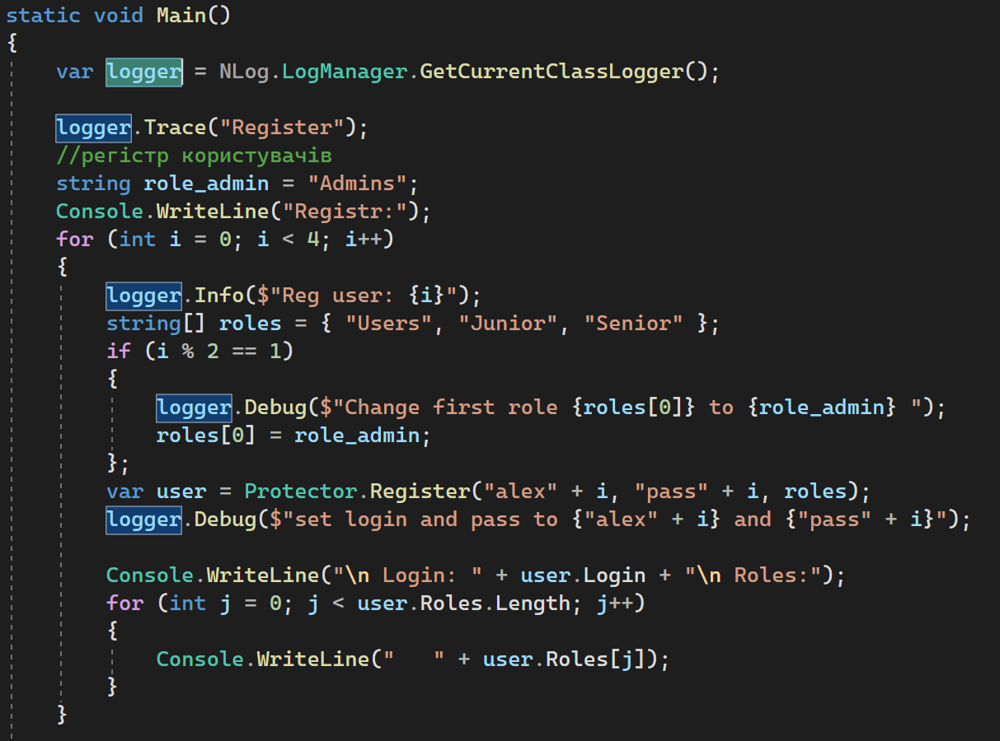 static void Main()
{
var logger = NLog.LogManager.GetCurrentClassLogger();
logger.Trace("Register");
//регістр користувачів
string role_admin = "Admins";
Console.WriteLine("Registr:");
for (int i = 0; i < 4; i++)
{
logger.Info($"Reg user: {i}");
string[] roles = { "Users", "Junior", "Senior" };
if (i % 2 == 1)
{
logger.Debug($"Change first role {roles[0]} to {role_admin} ");
roles[0] = role_admin;
};
var user = Protector.Register("alex" + i, "pass" + i, roles);
logger.Debug($"set login and pass to {"alex" + i} and {"pass" + i}");
Console.WriteLine("\n Login: " + user.Login + "\n Roles:");
for (int j = 0; j < user.Roles.Length; j++)
{
Console.WriteLine("   " + user.Roles[j]);
}
}